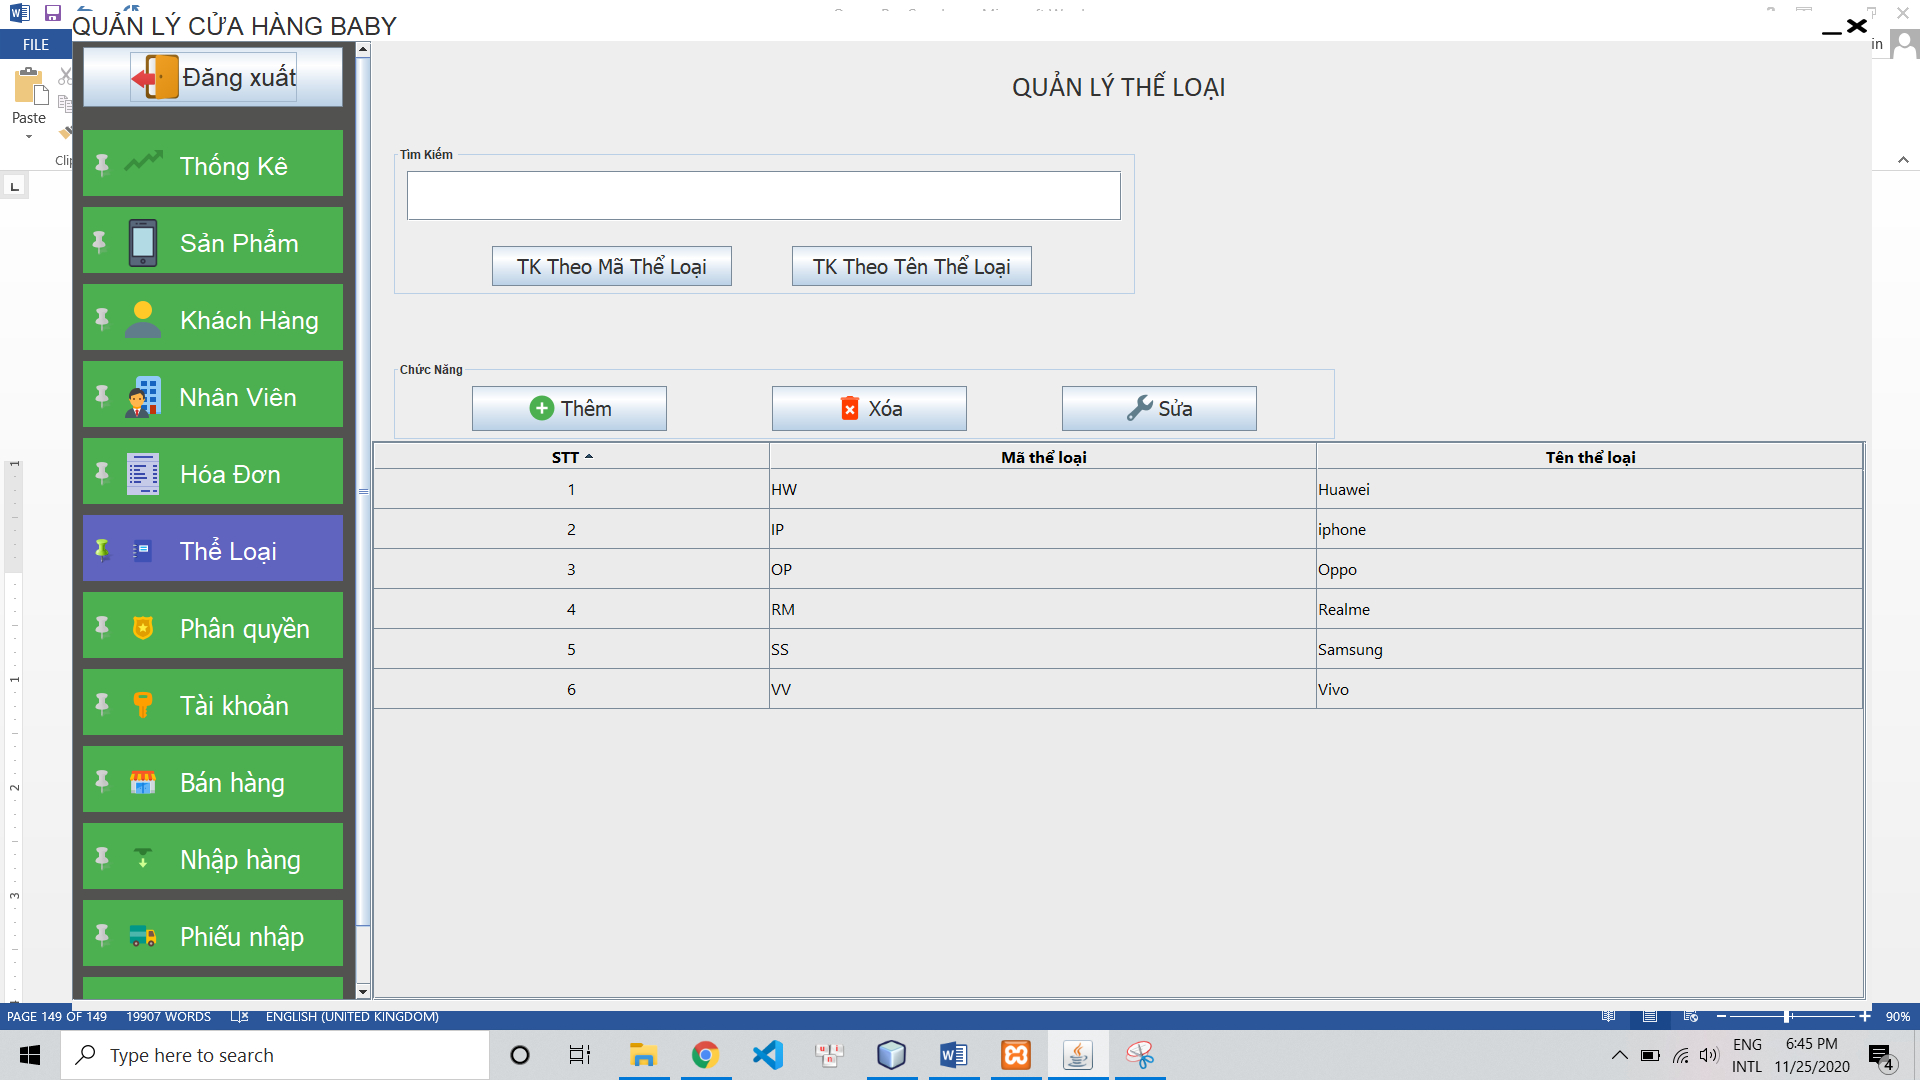 QUẢN LÝ CỬA HÀNG BABY
FILE
in
Đăng xuất
Paste
Thống Kê
Sản Phẩm
Khách Hàng
Nhân Viên
Hóa Đơn
Thể Loại
Phân quyền
Tài khoản
Bán hàng
Nhập hàng
Phiếu nhập
QUẢN LÝ THỂ LOẠI
Tìm Kiếm
TK Theo Mã Thể Loại
TK Theo Tên Thể Loại
Chức Năng
Thêm
Xóa
Sửa
STT Mã thể loại Tên thể loại
1 HW Huawei
2 IP iphone
3 OP Oppo
4 RM Realme
5 SS Samsung
6 VV Vivo
PAGE 149 OF 149 19907 WORDS ENGLISH (UNITED KINGDOM) 90%
Type here to search
ENG
INTL
6:45 PM
11/25/2020
4